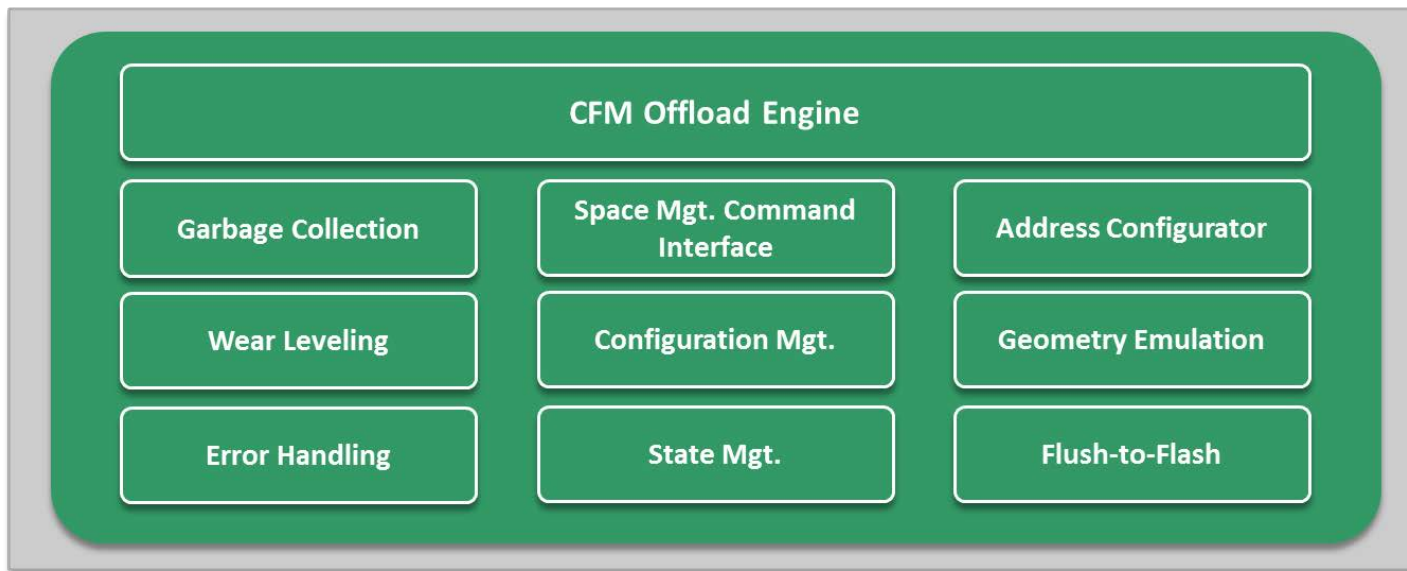 CFM Offload Engine
Garbage Collection
Space Mgt. Command
Interface
Address Configurator
Wear Leveling
Configuration Mgt.
Geometry Emulation
Error Handling
State Mgt.
Flush-to-Flash